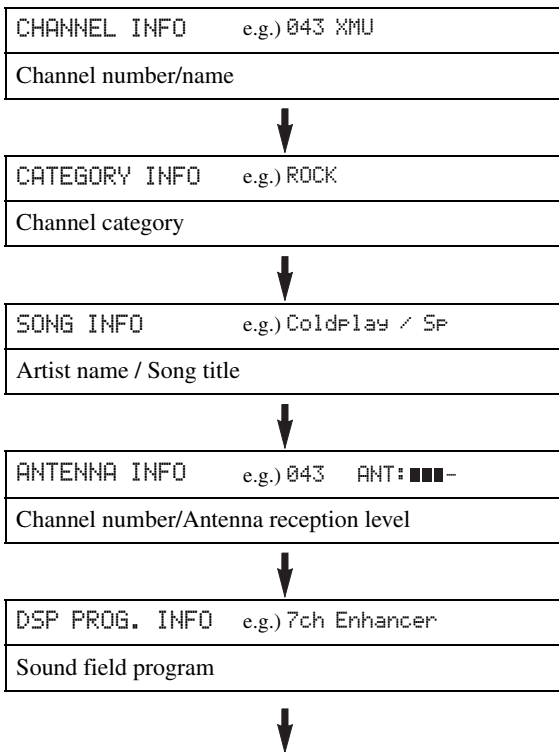 CHANNEL INFO e.g.) 043 XMU
Channel number/name
CATEGORY INFO e.g.) ROCK
Channel category
SONG INFO e.g.) Coldplay / Sp
Artist name / Song title
ANTENNA INFO e.g.) 043 ANT:■■■-
Channel number/Antenna reception level
DSP PROG. INFO e.g.) 7ch Enhancer
Sound field program